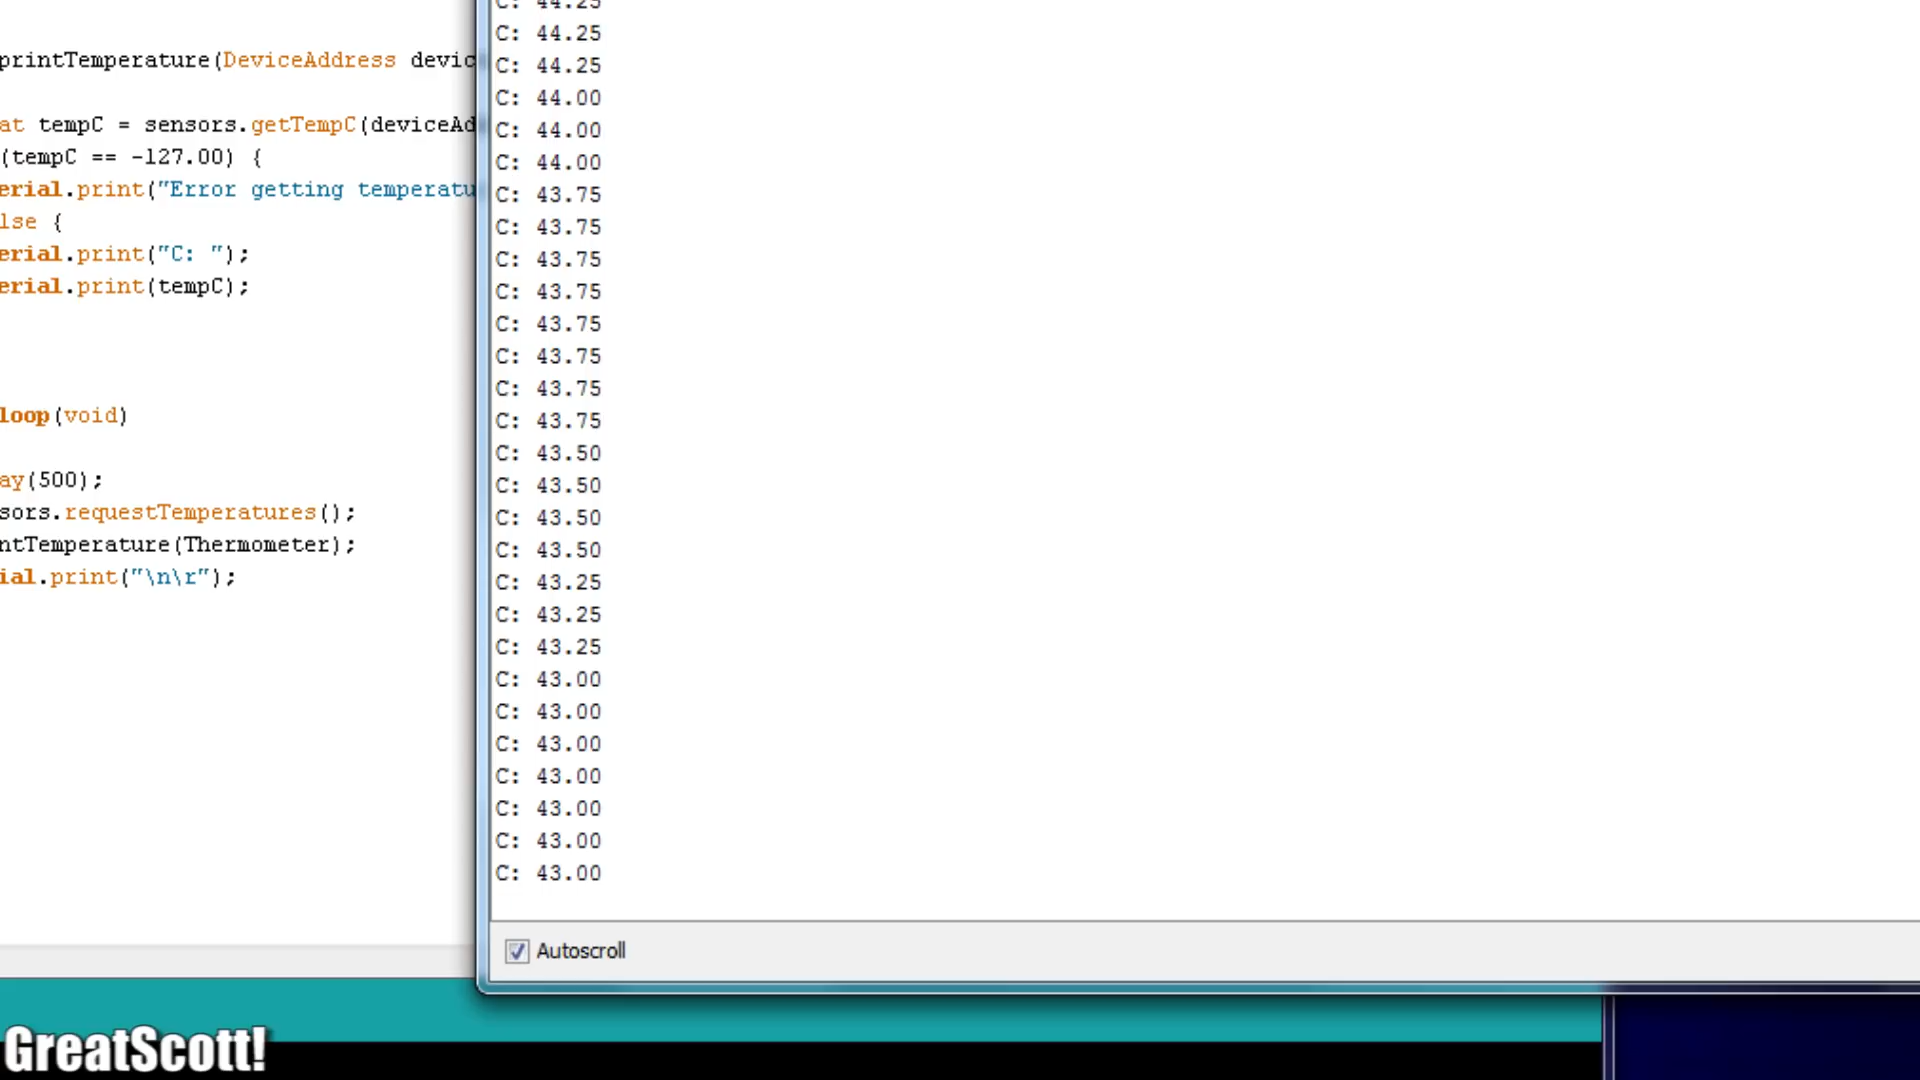 printTemperature(DeviceAddress devic
at tempC = sensors.getTempC(deviceAd
(tempC == -127.00) {
erial.print("Error getting temperatu
lse {
erial.print("C: ");
erial.print(tempC);
loop(void)
ay(500);
sors.requestTemperatures();
ntTemperature(Thermometer);
ial.print("\n\r");
C: 44.25
C: 44.25
C: 44.25
C: 44.00
C: 44.00
C: 44.00
C: 43.75
C: 43.75
C: 43.75
C: 43.75
C: 43.75
C: 43.75
C: 43.75
C: 43.75
C: 43.50
C: 43.50
C: 43.50
C: 43.50
C: 43.25
C: 43.25
C: 43.25
C: 43.00
C: 43.00
C: 43.00
C: 43.00
C: 43.00
C: 43.00
C: 43.00
Autoscroll
GreatScott!